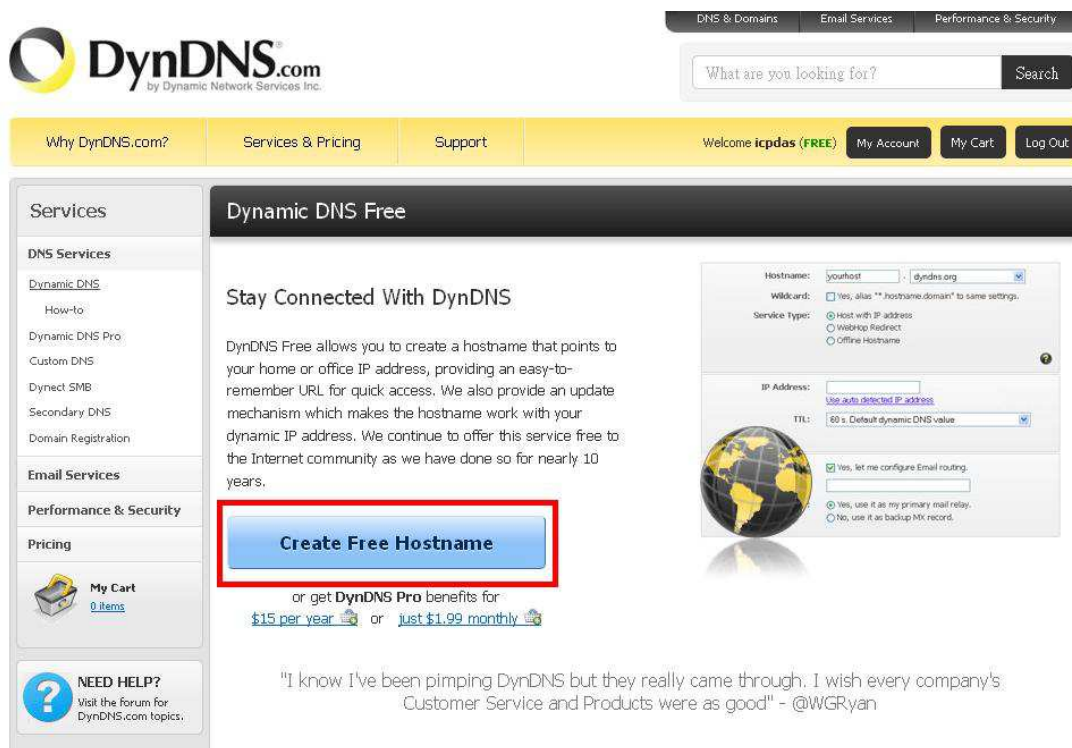 DNS & Domains Email Services Performance & Security
DynDNS.com
by Dynamic Network Services Inc.
What are you looking for? Search
Why DynDNS.com? Services & Pricing Support Welcome icpdas (FREE) My Account My Cart Log Out
Services
DNS Services
Dynamic DNS
How-to
Dynamic DNS Pro
Custom DNS
Dynect SMB
Secondary DNS
Domain Registration
Email Services
Performance & Security
Pricing
My Cart
0 items
NEED HELP?
Visit the forum for
DynDNS.com topics.
Dynamic DNS Free
Stay Connected With DynDNS
DynDNS Free allows you to create a hostname that points to
your home or office IP address, providing an easy-to-
remember URL for quick access. We also provide an update
mechanism which makes the hostname work with your
dynamic IP address. We continue to offer this service free to
the Internet community as we have done so for nearly 10
years.
Create Free Hostname
or get DynDNS Pro benefits for
$15 per year or just $1.99 monthly
Hostname: yourhost . dyndns.org
Wildcard: Yes, alias "*.hostname.domain" to same settings.
Service Type: Host with IP address
WebHop Redirect
Offline Hostname
IP Address:
Use auto detected IP address
TTL: 60 s. Default dynamic DNS value
Yes, let me configure Email routing.
Yes, use it as my primary mail relay.
No, use it as backup MX record.
"I know I've been pimping DynDNS but they really came through. I wish every company's
Customer Service and Products were as good" - @WGRyan